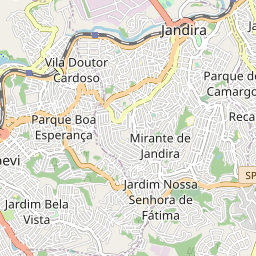 Jandira
Vila Doutor
Cardoso
Parque do
Camargo
Parque Boa
Esperança
Reca
Mirante de
Jandira
evi
SP
Jardim Nossa
Senhora de
Fátima
Jardim Bela
Vista